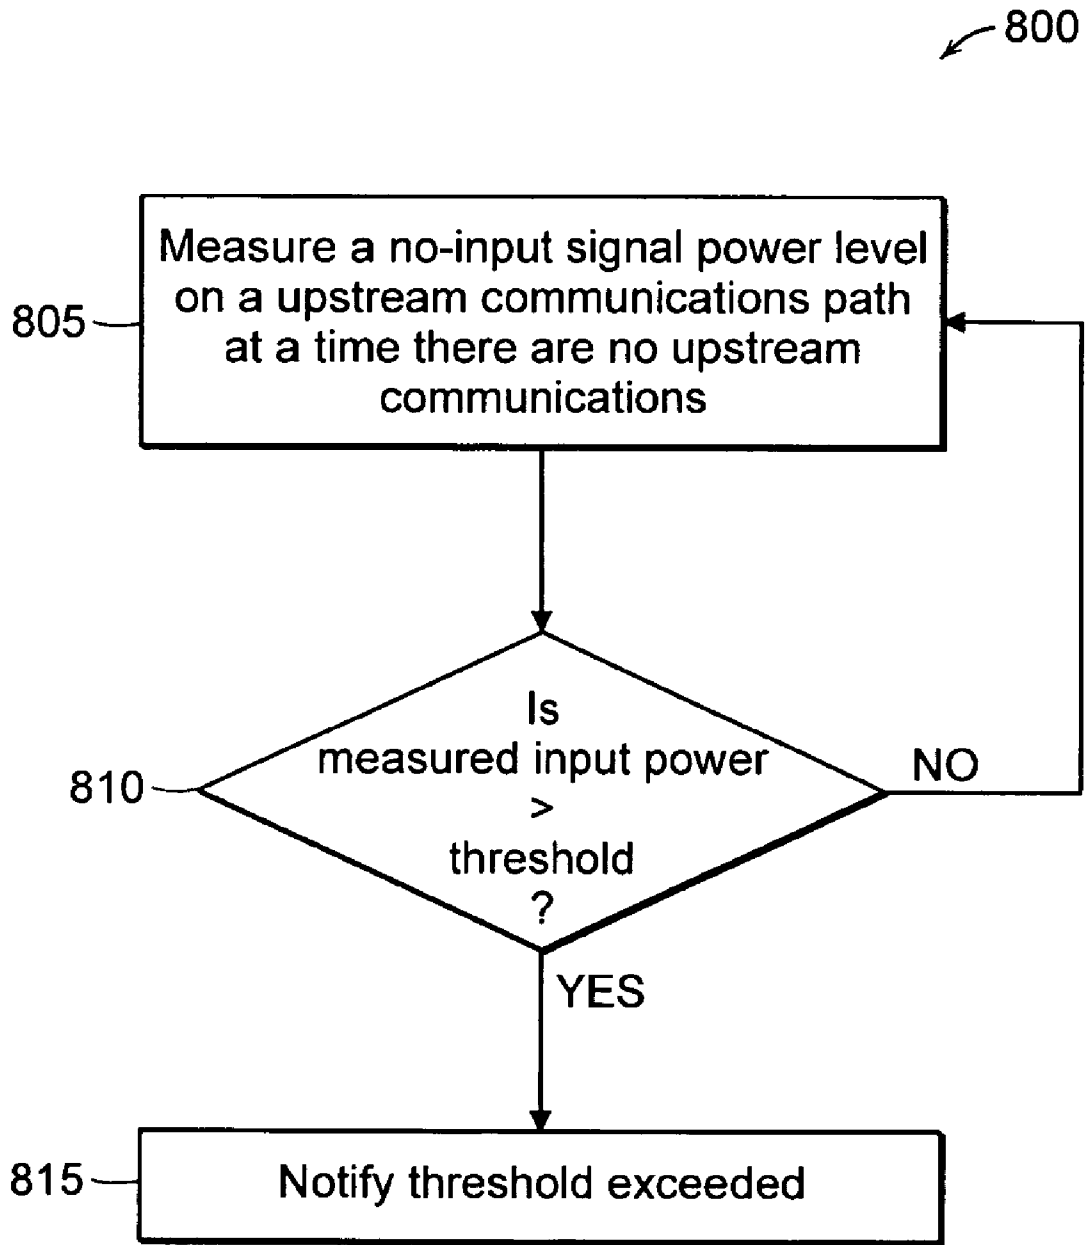 800
Measure a no-input signal power level
on a upstream communications path
at a time there are no upstream
communications
805
Is
measured input power
>
threshold
?
810
NO
YES
Notify threshold exceeded
815